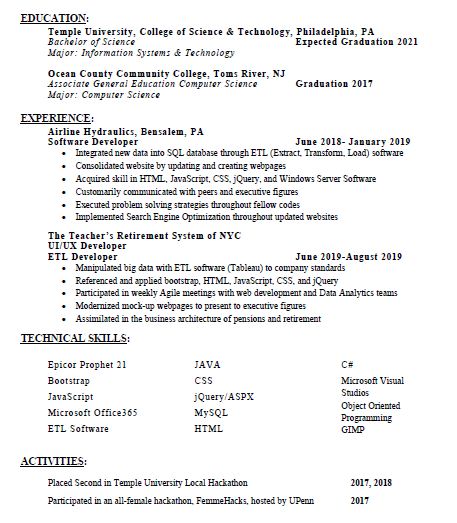 EDUCATION:
Temple University, College of Science & Technology, Philadelphia, PA
Bachelor of Science Expected Graduation 2021
Major: Information Systems & Technology
Ocean County Community College, Toms River, NJ
Associate General Education Computer Science Graduation 2017
Major: Computer Science
EXPERIENCE:
Airline Hydraulics, Bensalem, PA
Software Developer June 2018- January 2019
• Integrated new data into SQL database through ETL (Extract, Transform, Load) software
• Consolidated website by updating and creating webpages
• Acquired skill in HTML, JavaScript, CSS, jQuery, and Windows Server Software
• Customarily communicated with peers and executive figures
• Executed problem solving strategies throughout fellow codes
• Implemented Search Engine Optimization throughout updated websites
The Teacher's Retirement System of NYC
UI/UX Developer
ETL Developer June 2019-August 2019
• Manipulated big data with ETL software (Tableau) to company standards
• Referenced and applied bootstrap, HTML, JavaScript, CSS, and jQuery
• Participated in weekly Agile meetings with web development and Data Analytics teams
• Modernized mock-up webpages to present to executive figures
• Assimilated in the business architecture of pensions and retirement
TECHNICAL SKILLS:
Epicor Prophet 21 JAVA C#
Bootstrap CSS Microsoft Visual
Studios
JavaScript jQuery/ASPX
Object Oriented
Microsoft Office365 MySQL
Programming
ETL Software HTML GIMP
ACTIVITIES:
Placed Second in Temple University Local Hackathon 2017, 2018
Participated in an all-female hackathon, FemmeHacks, hosted by UPenn 2017